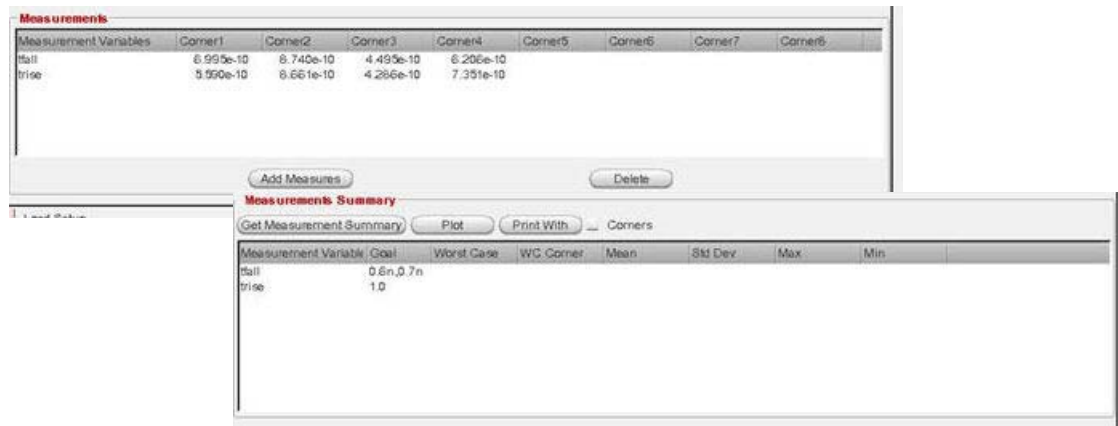 Measurements
Measurement Variables Corner1 Corner2 Corner3 Corner4 Corner5 Corner6 Corner7 Corner8
tfall 6.995e-10 8.740e-10 4.495e-10 6.206e-10
trise 5.590e-10 8.661e-10 4.286e-10 7.351e-10
Add Measures Delete
Measurements Summary
Get Measurement Summary Plot Print With Corners
Measurement Variable Goal Worst Case WC Corner Mean Std Dev Max Min
tfall 0.6n,0.7n
trise 1.0